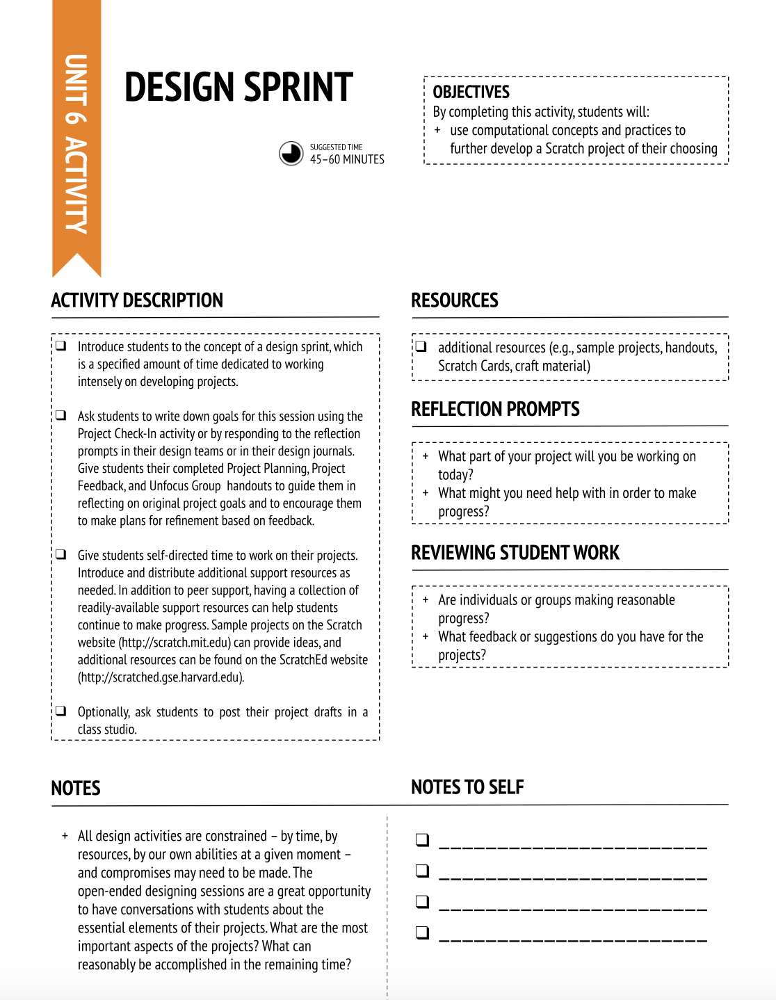 UNIT 6 ACTIVITY
DESIGN SPRINT
SUGGESTED TIME
45–60 MINUTES
OBJECTIVES
By completing this activity, students will:
+ use computational concepts and practices to
further develop a Scratch project of their choosing
ACTIVITY DESCRIPTION
❑ Introduce students to the concept of a design sprint, which
is a specified amount of time dedicated to working
intensely on developing projects.
❑ Ask students to write down goals for this session using the
Project Check-In activity or by responding to the reflection
prompts in their design teams or in their design journals.
Give students their completed Project Planning, Project
Feedback, and Unfocus Group handouts to guide them in
reflecting on original project goals and to encourage them
to make plans for refinement based on feedback.
❑ Give students self-directed time to work on their projects.
Introduce and distribute additional support resources as
needed. In addition to peer support, having a collection of
readily-available support resources can help students
continue to make progress. Sample projects on the Scratch
website (http://scratch.mit.edu) can provide ideas, and
additional resources can be found on the ScratchEd website
(http://scratched.gse.harvard.edu).
❑ Optionally, ask students to post their project drafts in a
class studio.
RESOURCES
❑ additional resources (e.g., sample projects, handouts,
Scratch Cards, craft material)
REFLECTION PROMPTS
+ What part of your project will you be working on
today?
+ What might you need help with in order to make
progress?
REVIEWING STUDENT WORK
+ Are individuals or groups making reasonable
progress?
+ What feedback or suggestions do you have for the
projects?
NOTES
+ All design activities are constrained – by time, by
resources, by our own abilities at a given moment –
and compromises may need to be made. The
open-ended designing sessions are a great opportunity
to have conversations with students about the
essential elements of their projects. What are the most
important aspects of the projects? What can
reasonably be accomplished in the remaining time?
NOTES TO SELF
❑ _______________________
❑ _______________________
❑ _______________________
❑ _______________________